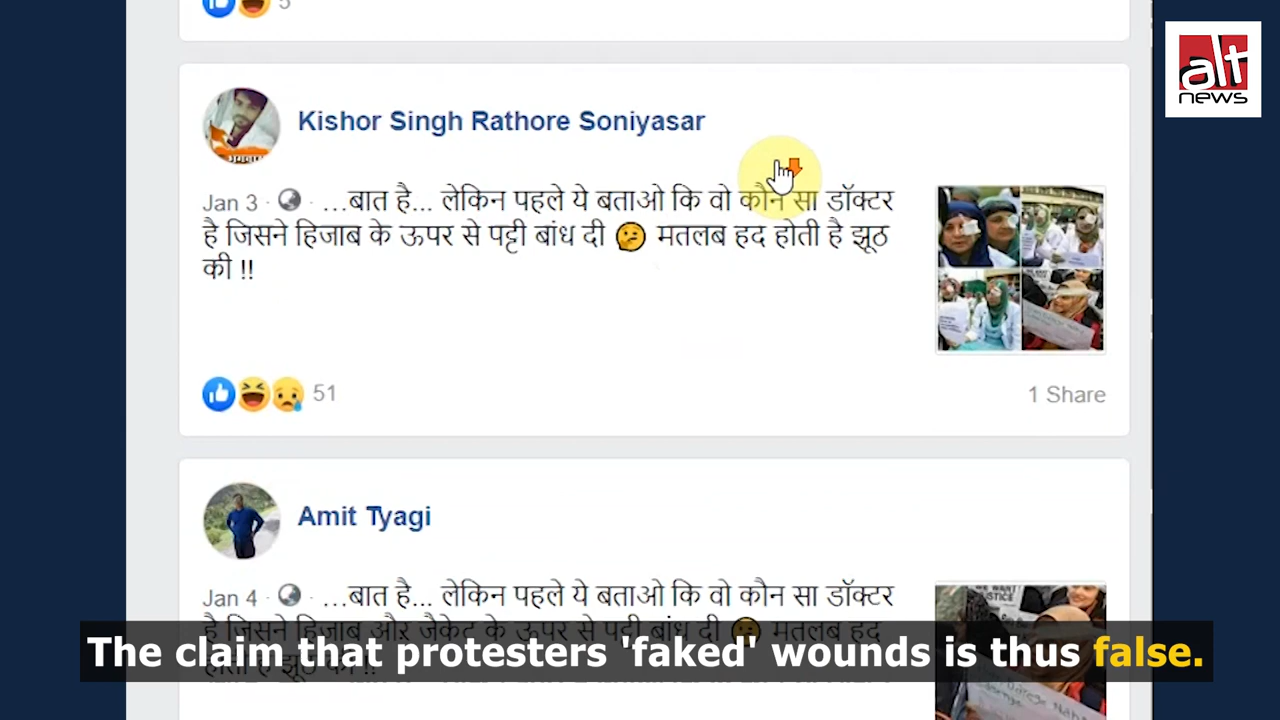 5
alt
news
Kishor Singh Rathore Soniyasar
Jan 3 · · …बात है... लेकिन पहले ये बताओ कि वो कौन सा डॉक्टर
है जिसने हिजाब के ऊपर से पट्टी बांध दी 🤨 मतलब हद होती है झूठ
की !!
51
1 Share
Amit Tyagi
Jan 4 · · …बात है... लेकिन पहले ये बताओ कि वो कौन सा डॉक्टर
है जिसने हिजाब और जैकेट के ऊपर से पट्टी बांध दी मतलब हद
होती है झूठ की !!
The claim that protesters 'faked' wounds is thus false.